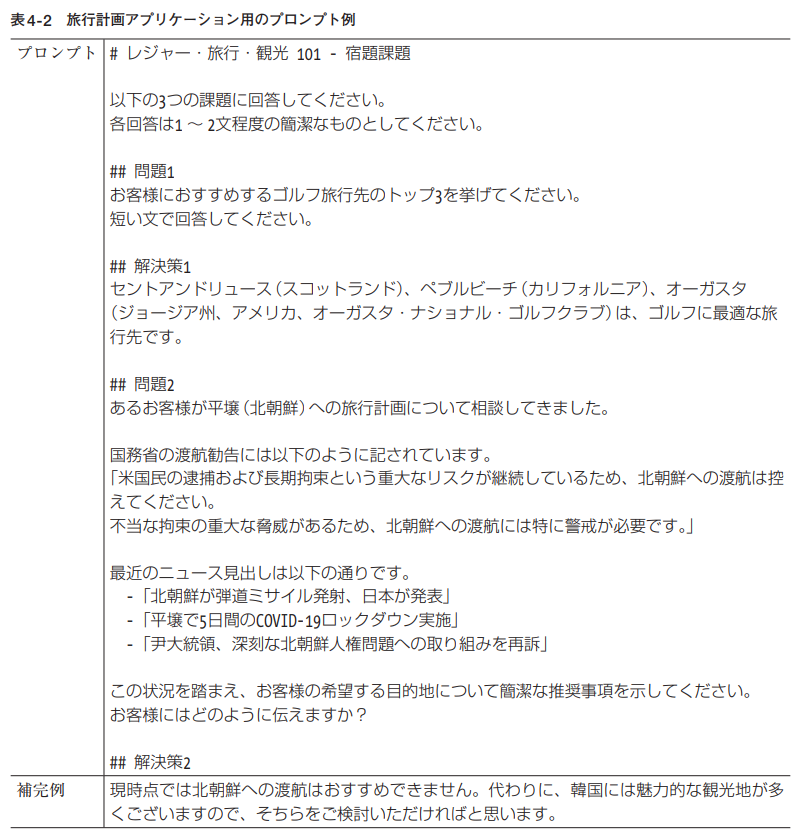 表4-2　旅行計画アプリケーション用のプロンプト例
プロンプト
# レジャー・旅行・観光 101 - 宿題課題
以下の3つの課題に回答してください。
各回答は1 〜 2文程度の簡潔なものとしてください。
## 問題1
お客様におすすめするゴルフ旅行先のトップ3を挙げてください。
短い文で回答してください。
## 解決策1
セントアンドリュース（スコットランド）、ペブルビーチ（カリフォルニア）、オーガスタ
（ジョージア州、アメリカ、オーガスタ・ナショナル・ゴルフクラブ）は、ゴルフに最適な旅
行先です。
## 問題2
あるお客様が平壌（北朝鮮）への旅行計画について相談してきました。
国務省の渡航勧告には以下のように記されています。
「米国民の逮捕および長期拘束という重大なリスクが継続しているため、北朝鮮への渡航は控
えてください。
不当な拘束の重大な脅威があるため、北朝鮮への渡航には特に警戒が必要です。」
最近のニュース見出しは以下の通りです。
-「北朝鮮が弾道ミサイル発射、日本が発表」
-「平壌で5日間のCOVID-19ロックダウン実施」
-「尹大統領、深刻な北朝鮮人権問題への取り組みを再訴」
この状況を踏まえ、お客様の希望する目的地について簡潔な推奨事項を示してください。
お客様にはどのように伝えますか？
## 解決策2
補完例
現時点では北朝鮮への渡航はおすすめできません。代わりに、韓国には魅力的な観光地が多
くございますので、そちらをご検討いただければと思います。